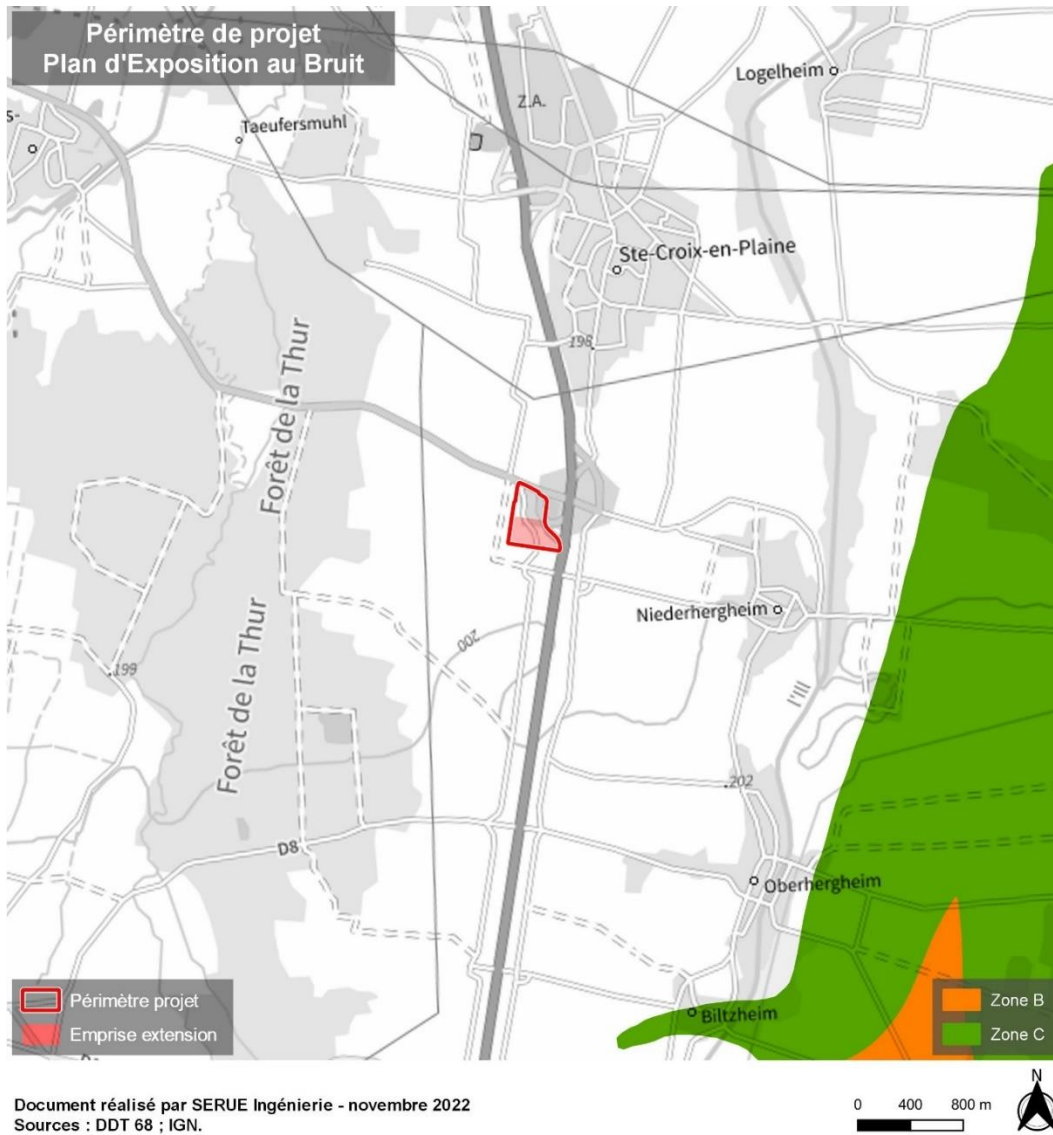 Périmètre de projet
Plan d'Exposition au Bruit
Logelheim
Z.A.
s-
Taeufersmuhl
Ste-Croix-en-Plaine
198
Forêt de la Thur
Niederhergheim
Forêt de la Thur
200
199
l'Ill
202
D8
Oberhergheim
Périmètre projet
Emprise extension
Biltzheim
Zone B
Zone C
Document réalisé par SERUE Ingénierie - novembre 2022
Sources : DDT 68 ; IGN.
0 400 800 m
N